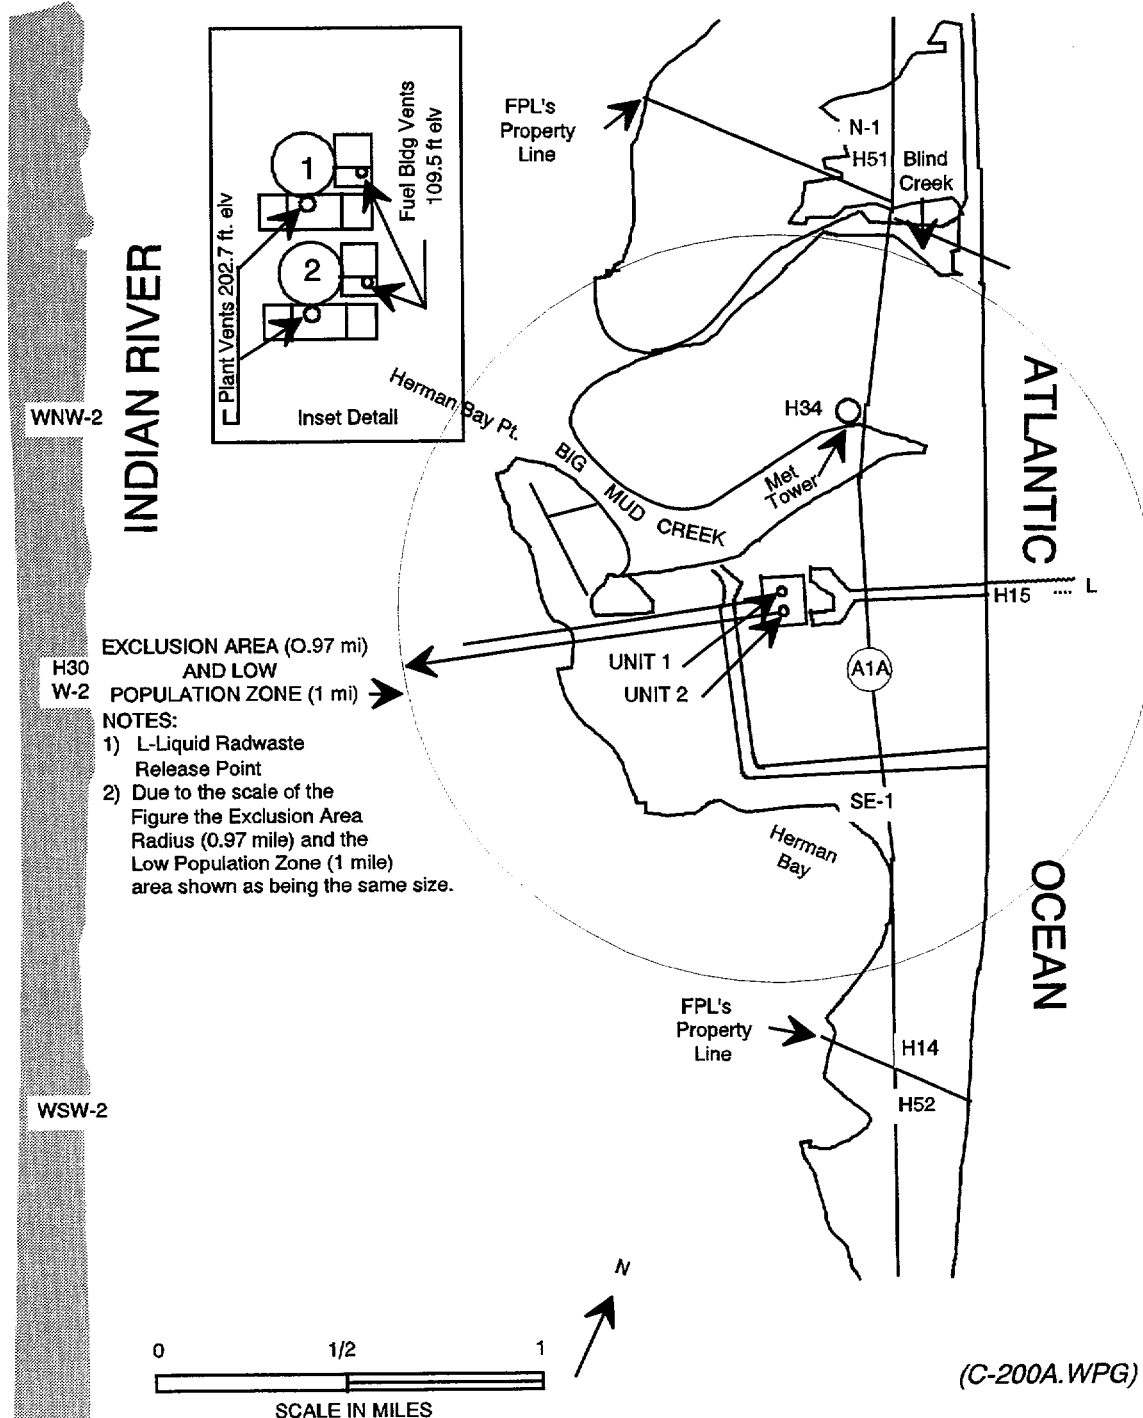 FPL's
Property
Line
N-1
H51
Blind
Creek
1
2
Plant Vents 202.7 ft. elv
Fuel Bldg Vents
109.5 ft elv
Inset Detail
INDIAN RIVER
WNW-2
Herman Bay Pt.
BIG MUD CREEK
H34
Met
Tower
ATLANTIC
OCEAN
L
H15
UNIT 1
UNIT 2
A1A
EXCLUSION AREA (0.97 mi)
AND LOW
POPULATION ZONE (1 mi)
H30
W-2
NOTES:
1) L-Liquid Radwaste
Release Point
2) Due to the scale of the
Figure the Exclusion Area
Radius (0.97 mile) and the
Low Population Zone (1 mile)
area shown as being the same size.
SE-1
Herman
Bay
FPL's
Property
Line
H14
H52
WSW-2
N
0 1/2 1
SCALE IN MILES
(C-200A.WPG)